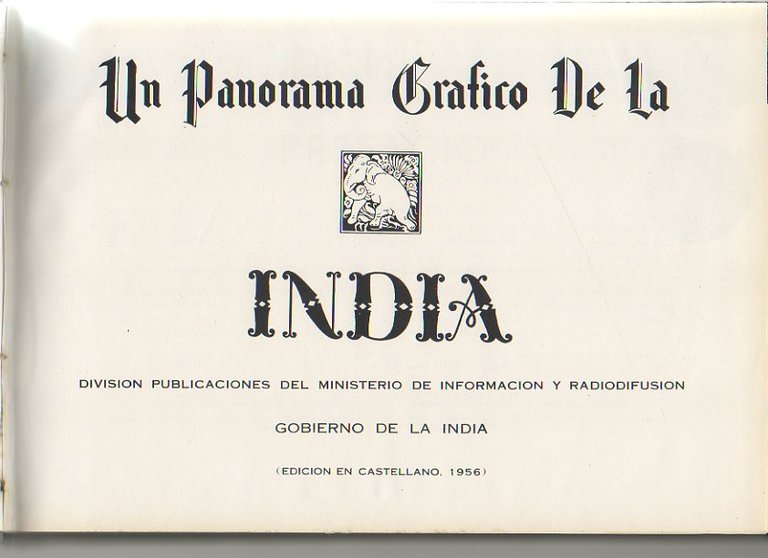 Un Panorama Grafico De La
INDIA
DIVISION PUBLICACIONES DEL MINISTERIO DE INFORMACION Y RADIODIFUSION
GOBIERNO DE LA INDIA
(EDICION EN CASTELLANO, 1956)